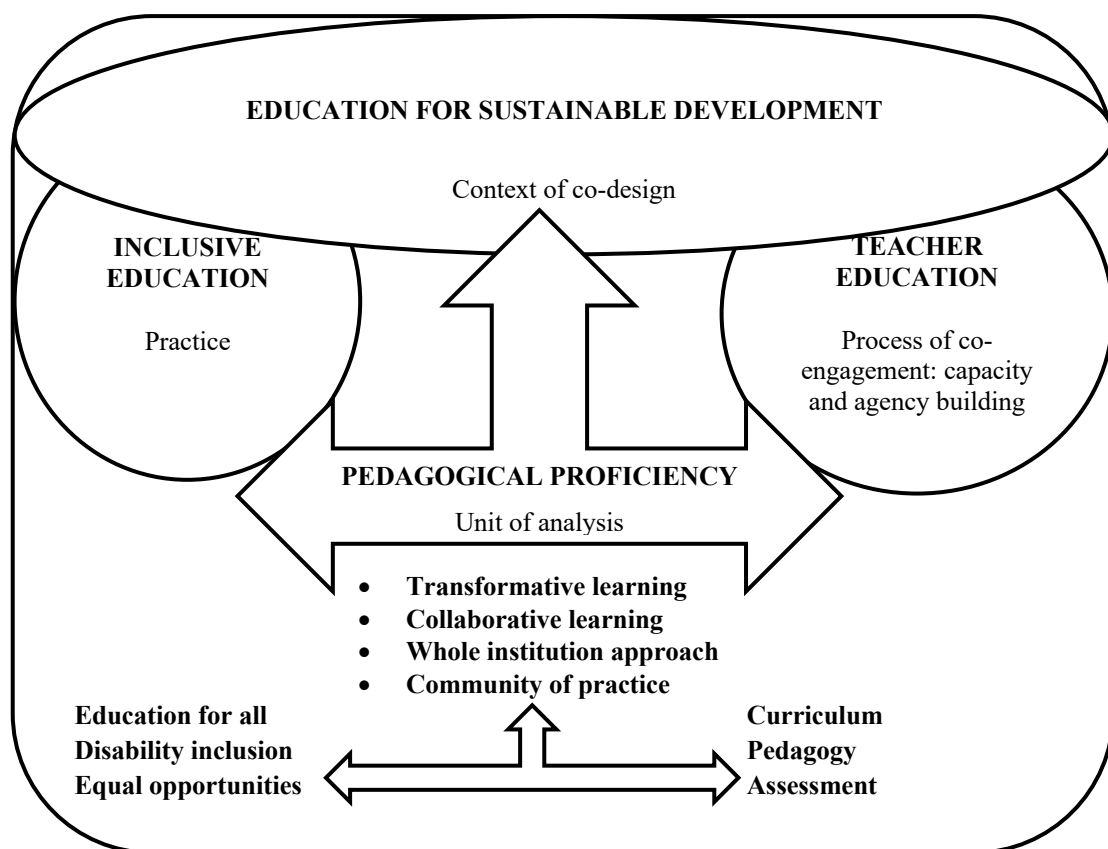 EDUCATION FOR SUSTAINABLE DEVELOPMENT
Context of co-design
INCLUSIVE
EDUCATION
Practice
TEACHER
EDUCATION
Process of co-
engagement: capacity
and agency building
PEDAGOGICAL PROFICIENCY
Unit of analysis
• Transformative learning
• Collaborative learning
• Whole institution approach
• Community of practice
Education for all
Disability inclusion
Equal opportunities
Curriculum
Pedagogy
Assessment